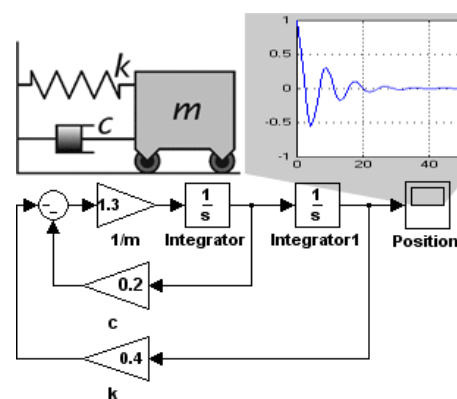 k
c
m
1
0.5
0
-0.5
-1
0
20
40
1.3
1/m
1
s
Integrator
1
s
Integrator1
Position
0.2
c
0.4
k